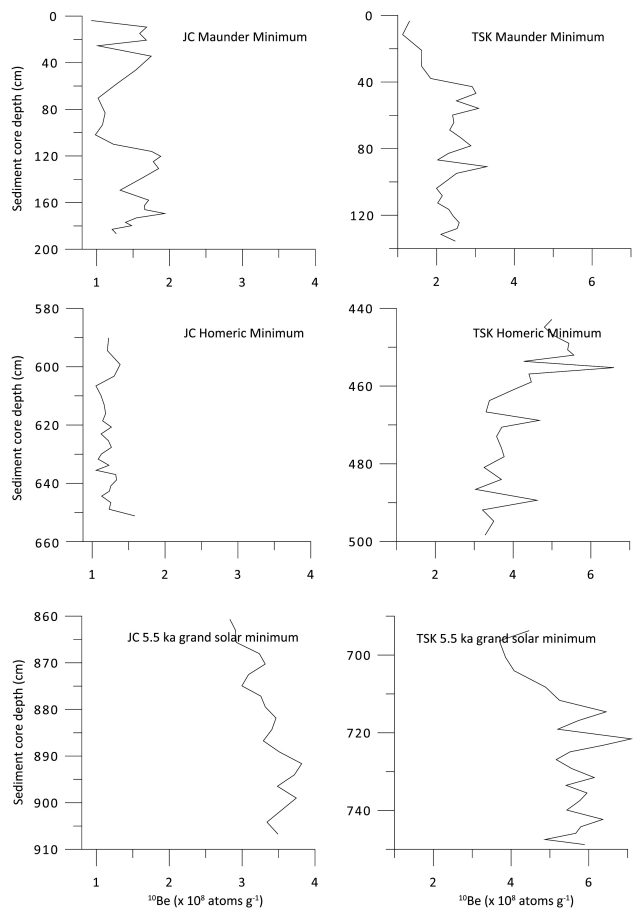 JC Maunder Minimum
Sediment core depth (cm)
0
40
80
120
160
200
1 2 3 4
TSK Maunder Minimum
0
40
80
120
2 4 6
JC Homeric Minimum
Sediment core depth (cm)
580
600
620
640
660
1 2 3 4
TSK Homeric Minimum
440
460
480
500
2 4 6
JC 5.5 ka grand solar minimum
Sediment core depth (cm)
860
870
880
890
900
910
1 2 3 4
¹⁰Be (x 10⁸ atoms g⁻¹)
TSK 5.5 ka grand solar minimum
700
720
740
2 4 6
¹⁰Be (x 10⁸ atoms g⁻¹)